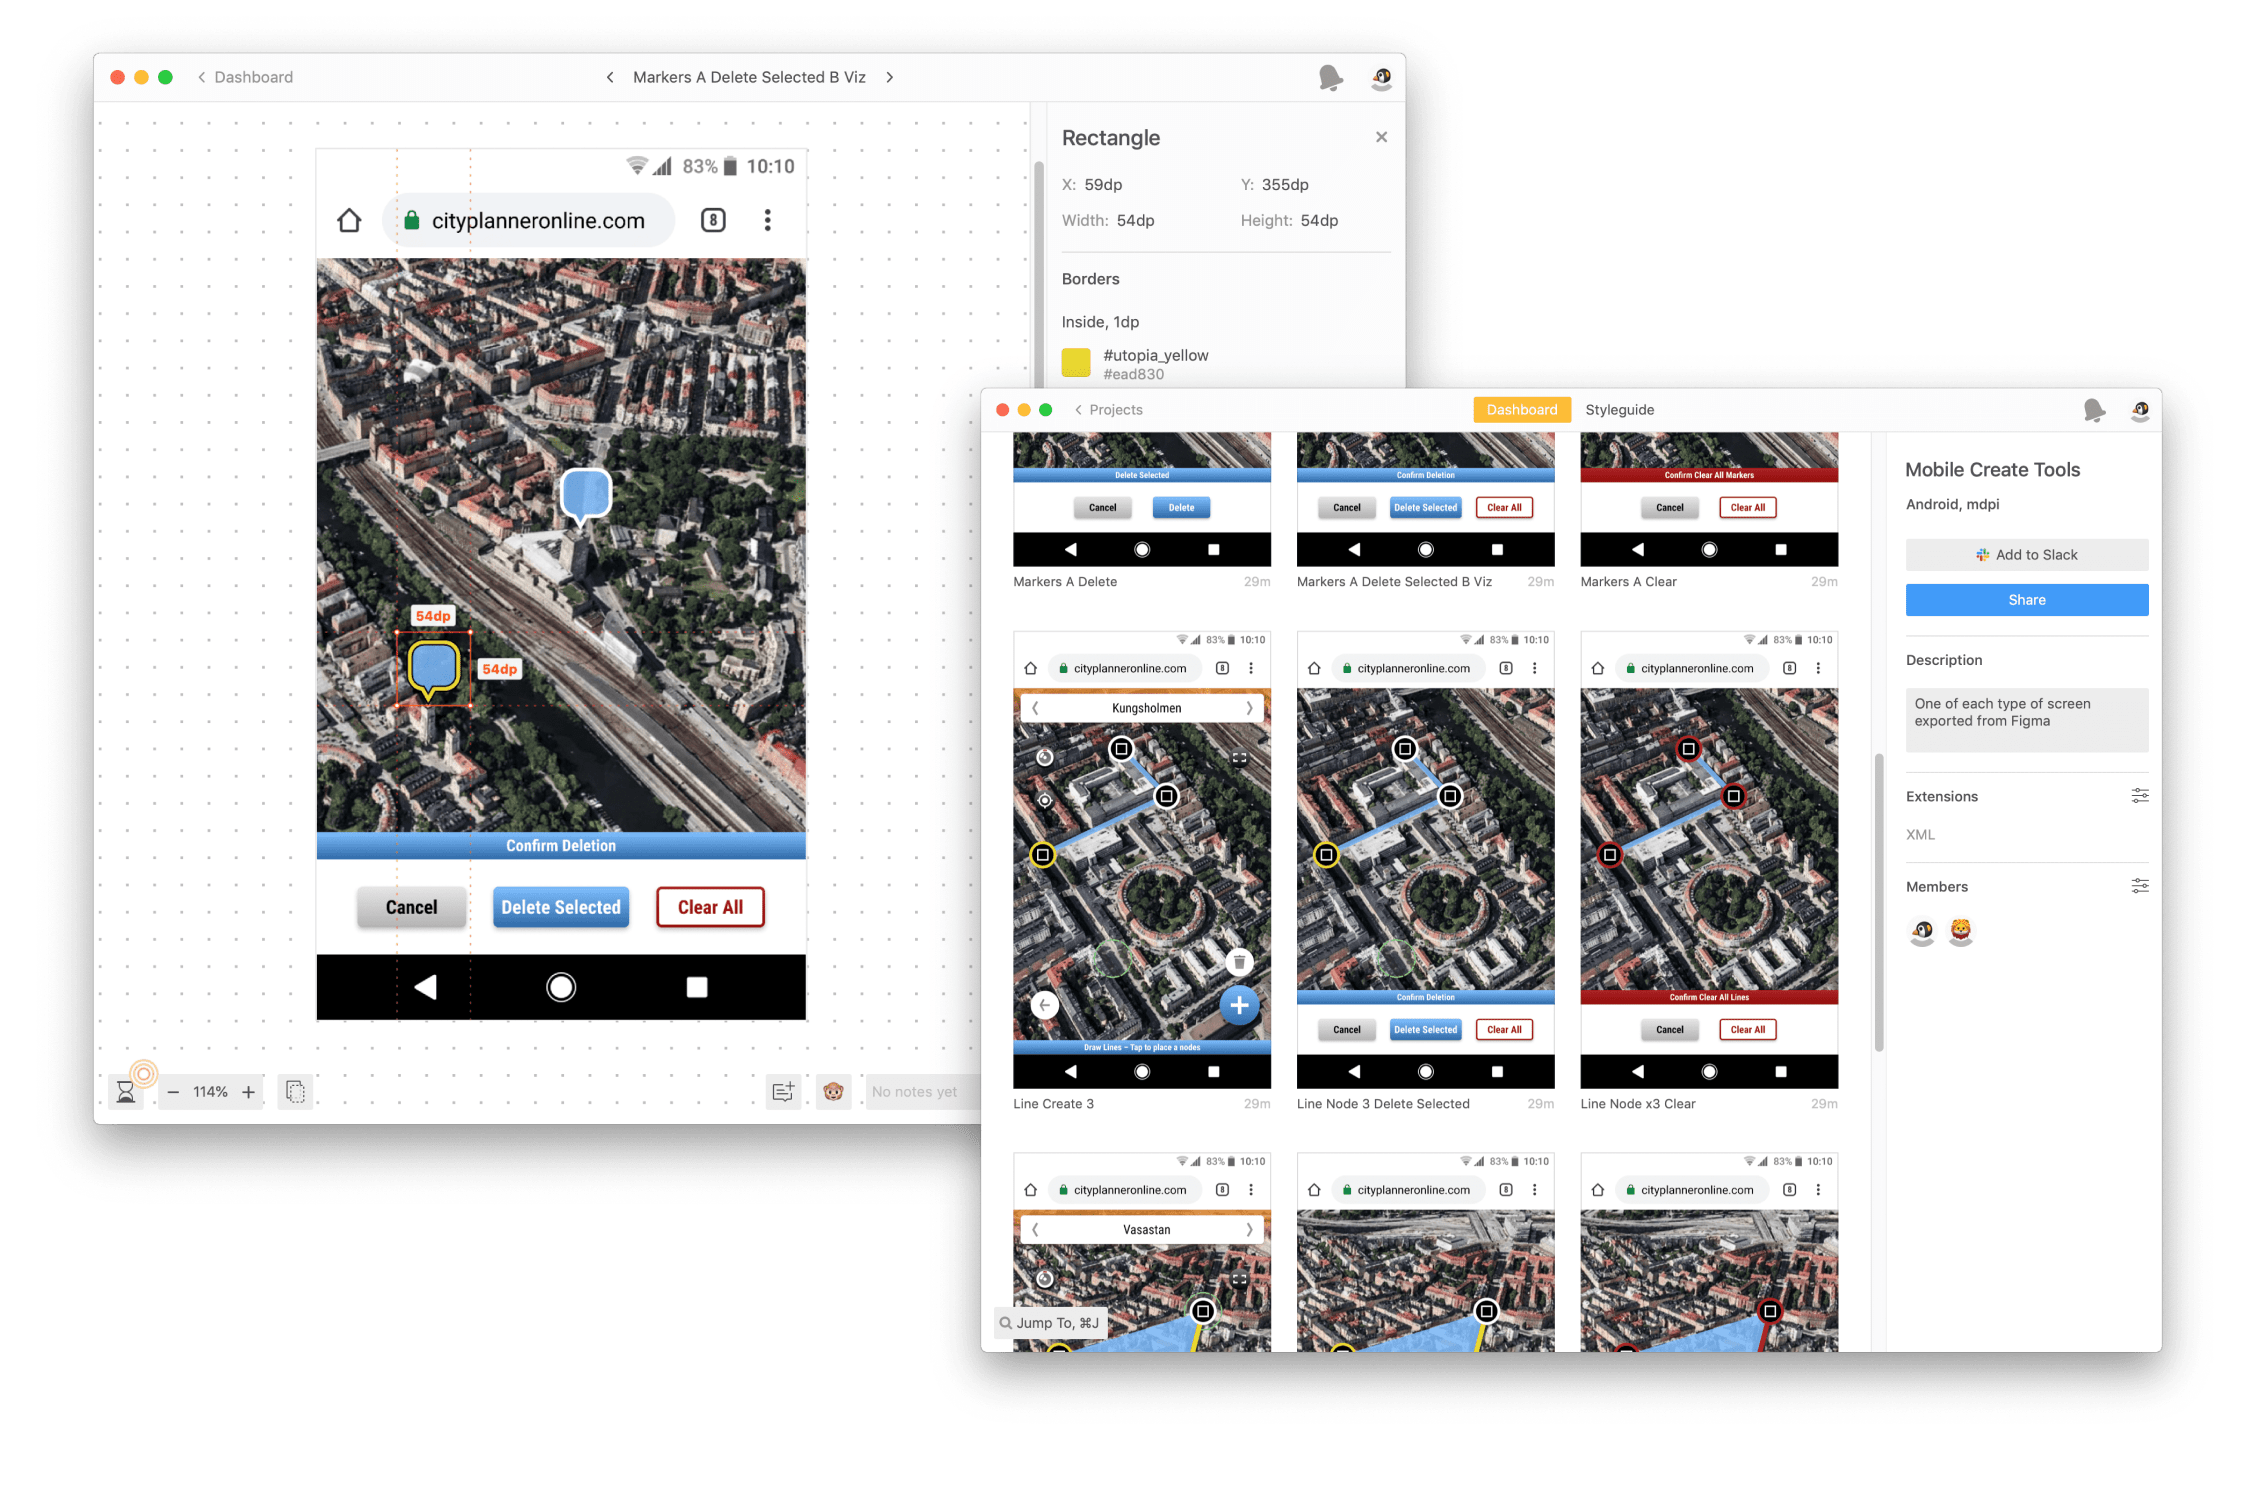 Dashboard
Markers A Delete Selected B Viz
83% 10:10
cityplanneronline.com
8
54dp
54dp
Confirm Deletion
Cancel
Delete Selected
Clear All
114%
No notes yet
Rectangle
X: 59dp
Y: 355dp
Width: 54dp
Height: 54dp
Borders
Inside, 1dp
#utopia_yellow
#ead830
Projects
Dashboard
Styleguide
Delete Selected
Cancel
Delete
Markers A Delete
29m
Confirm Deletion
Cancel
Delete Selected
Clear All
Markers A Delete Selected B Viz
29m
Confirm Clear All Markers
Cancel
Clear All
Markers A Clear
29m
83% 10:10
cityplanneronline.com
8
Kungsholmen
Draw Lines – Tap to place a nodes
Line Create 3
29m
83% 10:10
cityplanneronline.com
8
Confirm Deletion
Cancel
Delete Selected
Clear All
Line Node 3 Delete Selected
29m
83% 10:10
cityplanneronline.com
8
Confirm Clear All Lines
Cancel
Clear All
Line Node x3 Clear
29m
83% 10:10
cityplanneronline.com
8
Vasastan
Jump To, ⌘J
83% 10:10
cityplanneronline.com
8
83% 10:10
cityplanneronline.com
8
Mobile Create Tools
Android, mdpi
Add to Slack
Share
Description
One of each type of screen
exported from Figma
Extensions
XML
Members